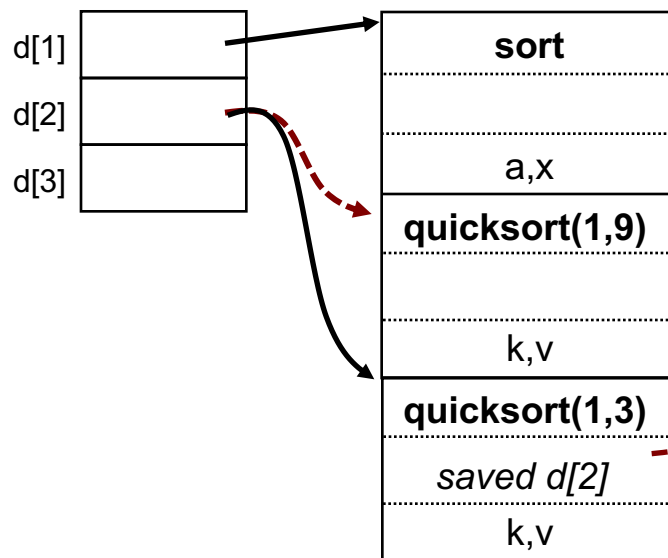 d[1]
d[2]
d[3]
sort
a,x
quicksort(1,9)
k,v
quicksort(1,3)
saved d[2]
k,v